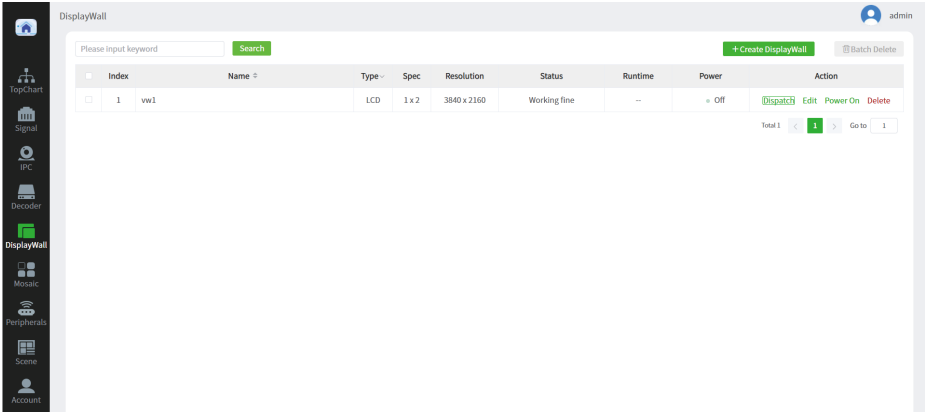 DisplayWall
admin
Please input keyword
Search
+ Create DisplayWall
Batch Delete
Index Name Type Spec Resolution Status Runtime Power Action
1 vw1 LCD 1 x 2 3840 x 2160 Working fine -- Off Dispatch Edit Power On Delete
Total 1 < 1 > Go to 1
TopChart
Signal
IPC
Decoder
DisplayWall
Mosaic
Peripherals
Scene
Account